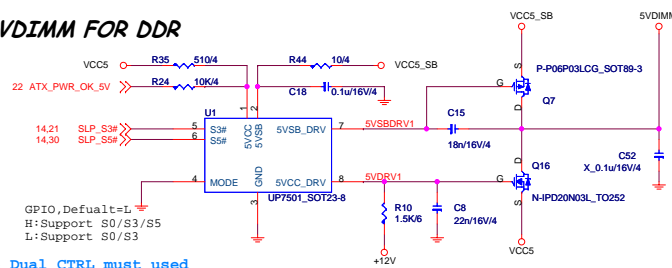 VDIMM FOR DDR
VCC5_SB
5VDIMM
VCC5
R35
510/4
R44
10/4
VCC5_SB
P-P06P03LCG_SOT89-3
22 ATX_PWR_OK_5V
R24
10K/4
C18
0.1u/16V/4
S
G
D
Q7
U1
1
2
5VCC
5VSB
14,21 SLP_S3#
5
S3#
5VSB_DRV
7
5VSBDRV1
C15
14,30 SLP_S5#
6
S5#
18n/16V/4
D
Q16
C52
X_0.1u/16V/4
4
MODE
GND
5VCC_DRV
8
5VDRV1
G
S
3
UP7501_SOT23-8
R10
1.5K/6
C8
22n/16V/4
N-IPD20N03L_TO252
GPIO,Defualt=L
H:Support S0/S3/S5
L:Support S0/S3
+12V
VCC5
Dual CTRL must used